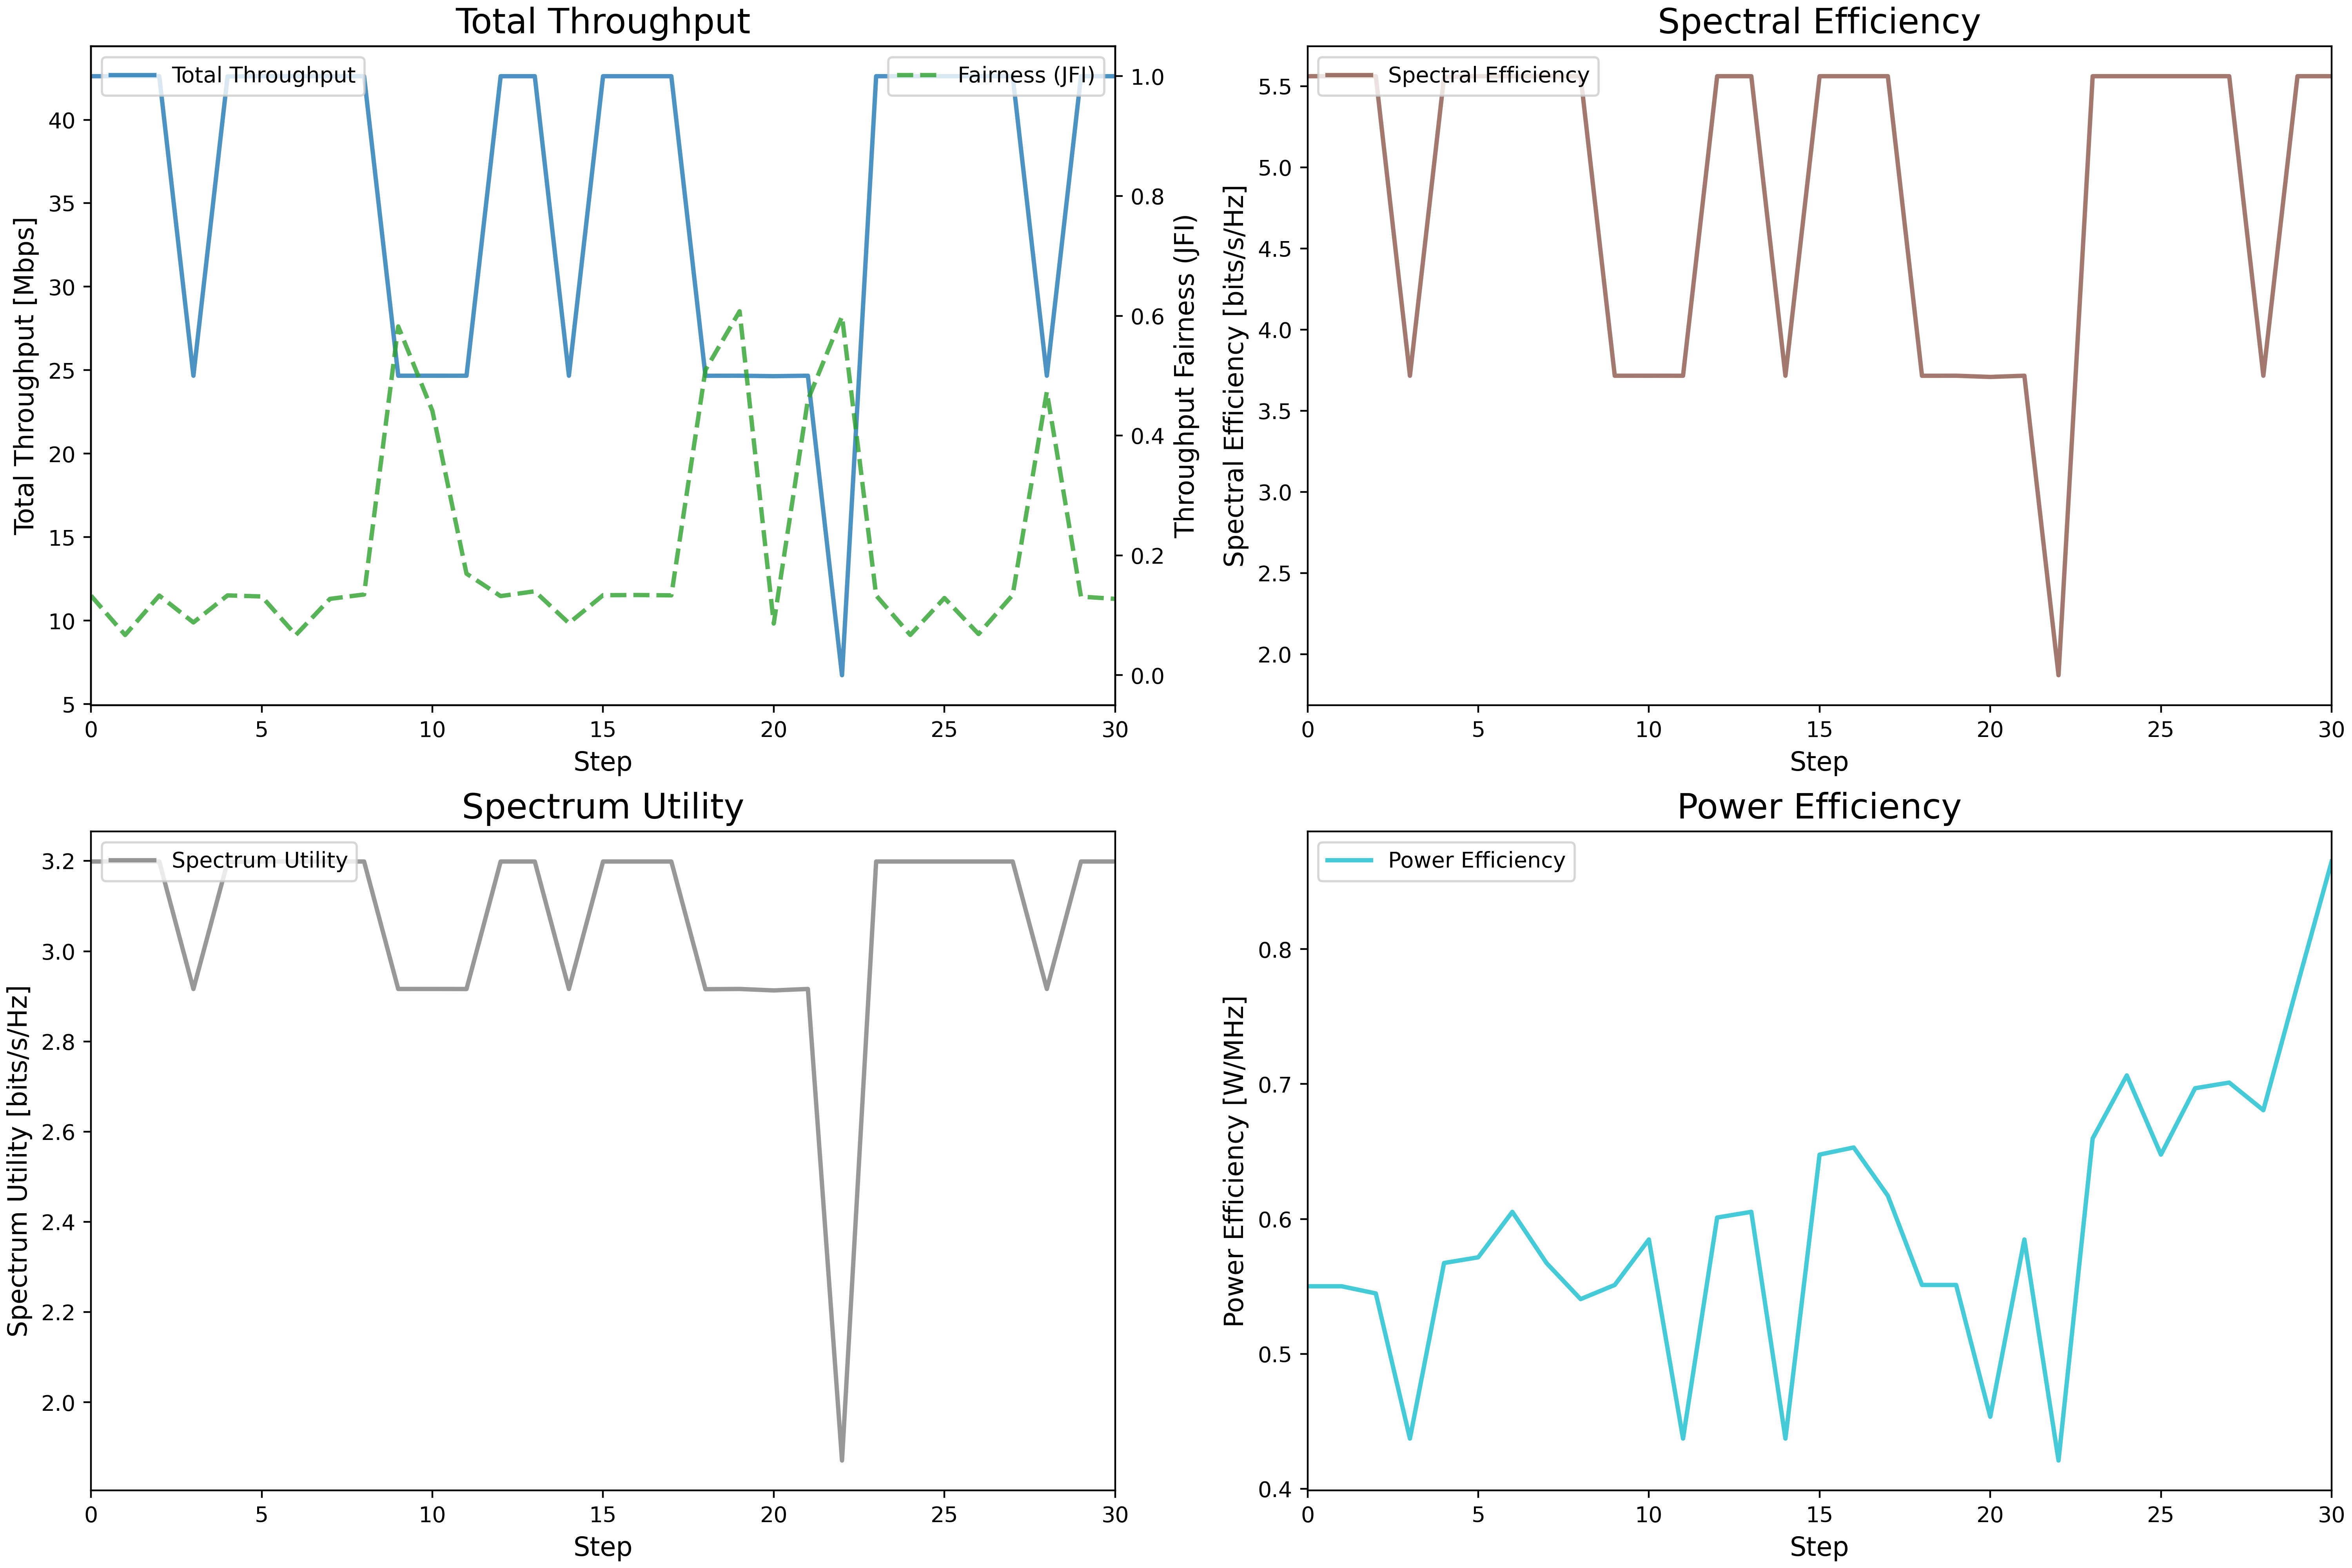 Total Throughput
Total Throughput
Fairness (JFI)
Total Throughput [Mbps]
40
35
30
25
20
15
10
5
1.0
0.8
0.6
0.4
0.2
0.0
Throughput Fairness (JFI)
0 5 10 15 20 25 30
Step
Spectral Efficiency
Spectral Efficiency
Spectral Efficiency [bits/s/Hz]
5.5
5.0
4.5
4.0
3.5
3.0
2.5
2.0
0 5 10 15 20 25 30
Step
Spectrum Utility
Spectrum Utility
Spectrum Utility [bits/s/Hz]
3.2
3.0
2.8
2.6
2.4
2.2
2.0
0 5 10 15 20 25 30
Step
Power Efficiency
Power Efficiency
Power Efficiency [W/MHz]
0.8
0.7
0.6
0.5
0.4
0 5 10 15 20 25 30
Step